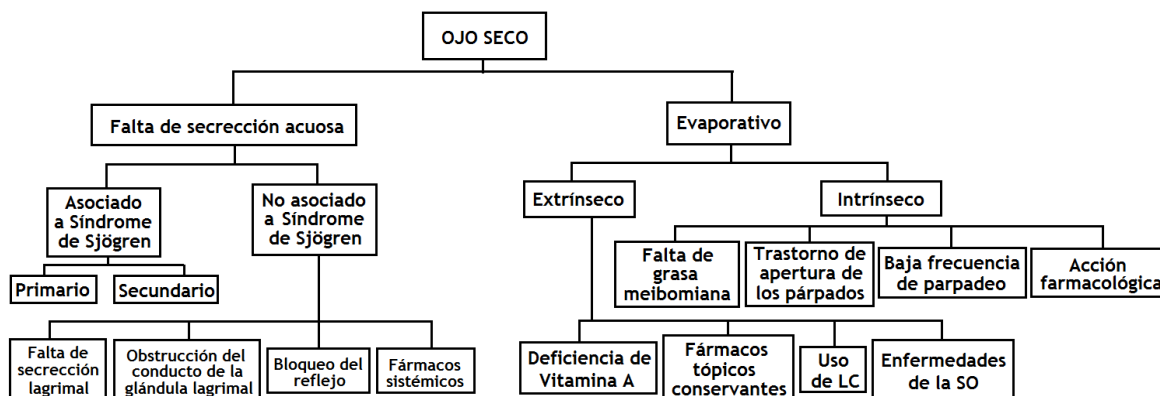 OJO SECO
Falta de secreción acuosa
Evaporativo
Asociado
a Síndrome
de Sjögren
No asociado
a Síndrome
de Sjögren
Extrínseco
Intrínseco
Primario
Secundario
Falta de
grasa
meibomiana
Trastorno de
apertura de
los párpados
Baja frecuencia
de parpadeo
Acción
farmacológica
Falta de
secreción
lagrimal
Obstrucción del
conducto de la
glándula lagrimal
Bloqueo del
reflejo
Fármacos
sistémicos
Deficiencia de
Vitamina A
Fármacos
tópicos
conservantes
Uso
de LC
Enfermedades
de la SO